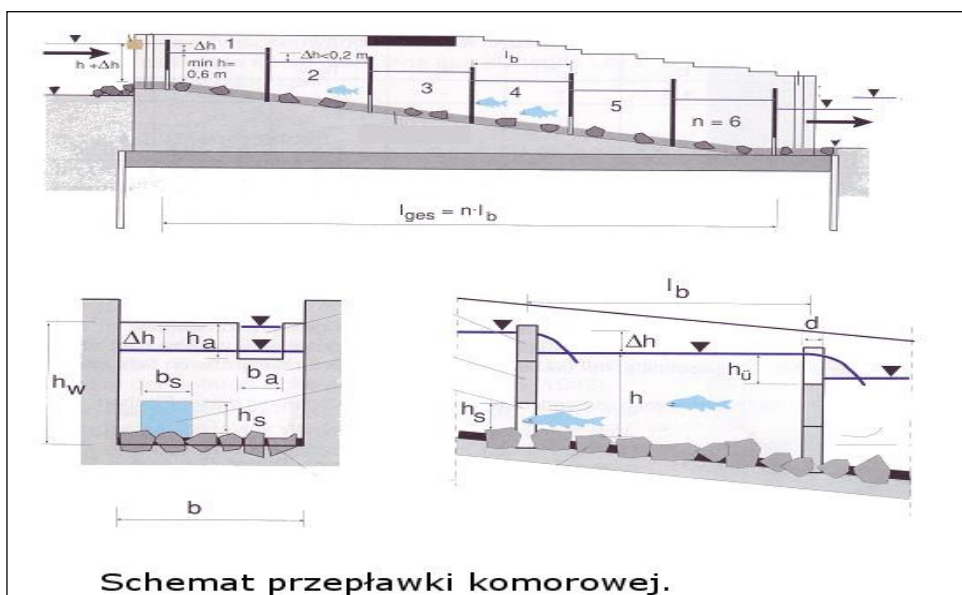 Δh 1
h+Δh
min h=
0,6 m
Δh<0,2 m
l_b
2
3
4
5
n = 6
l_ges = n·l_b
Δh
h_a
h_w
b_s
b_a
h_s
b
l_b
d
Δh
h_ü
h_s
h
Schemat przepławki komorowej.